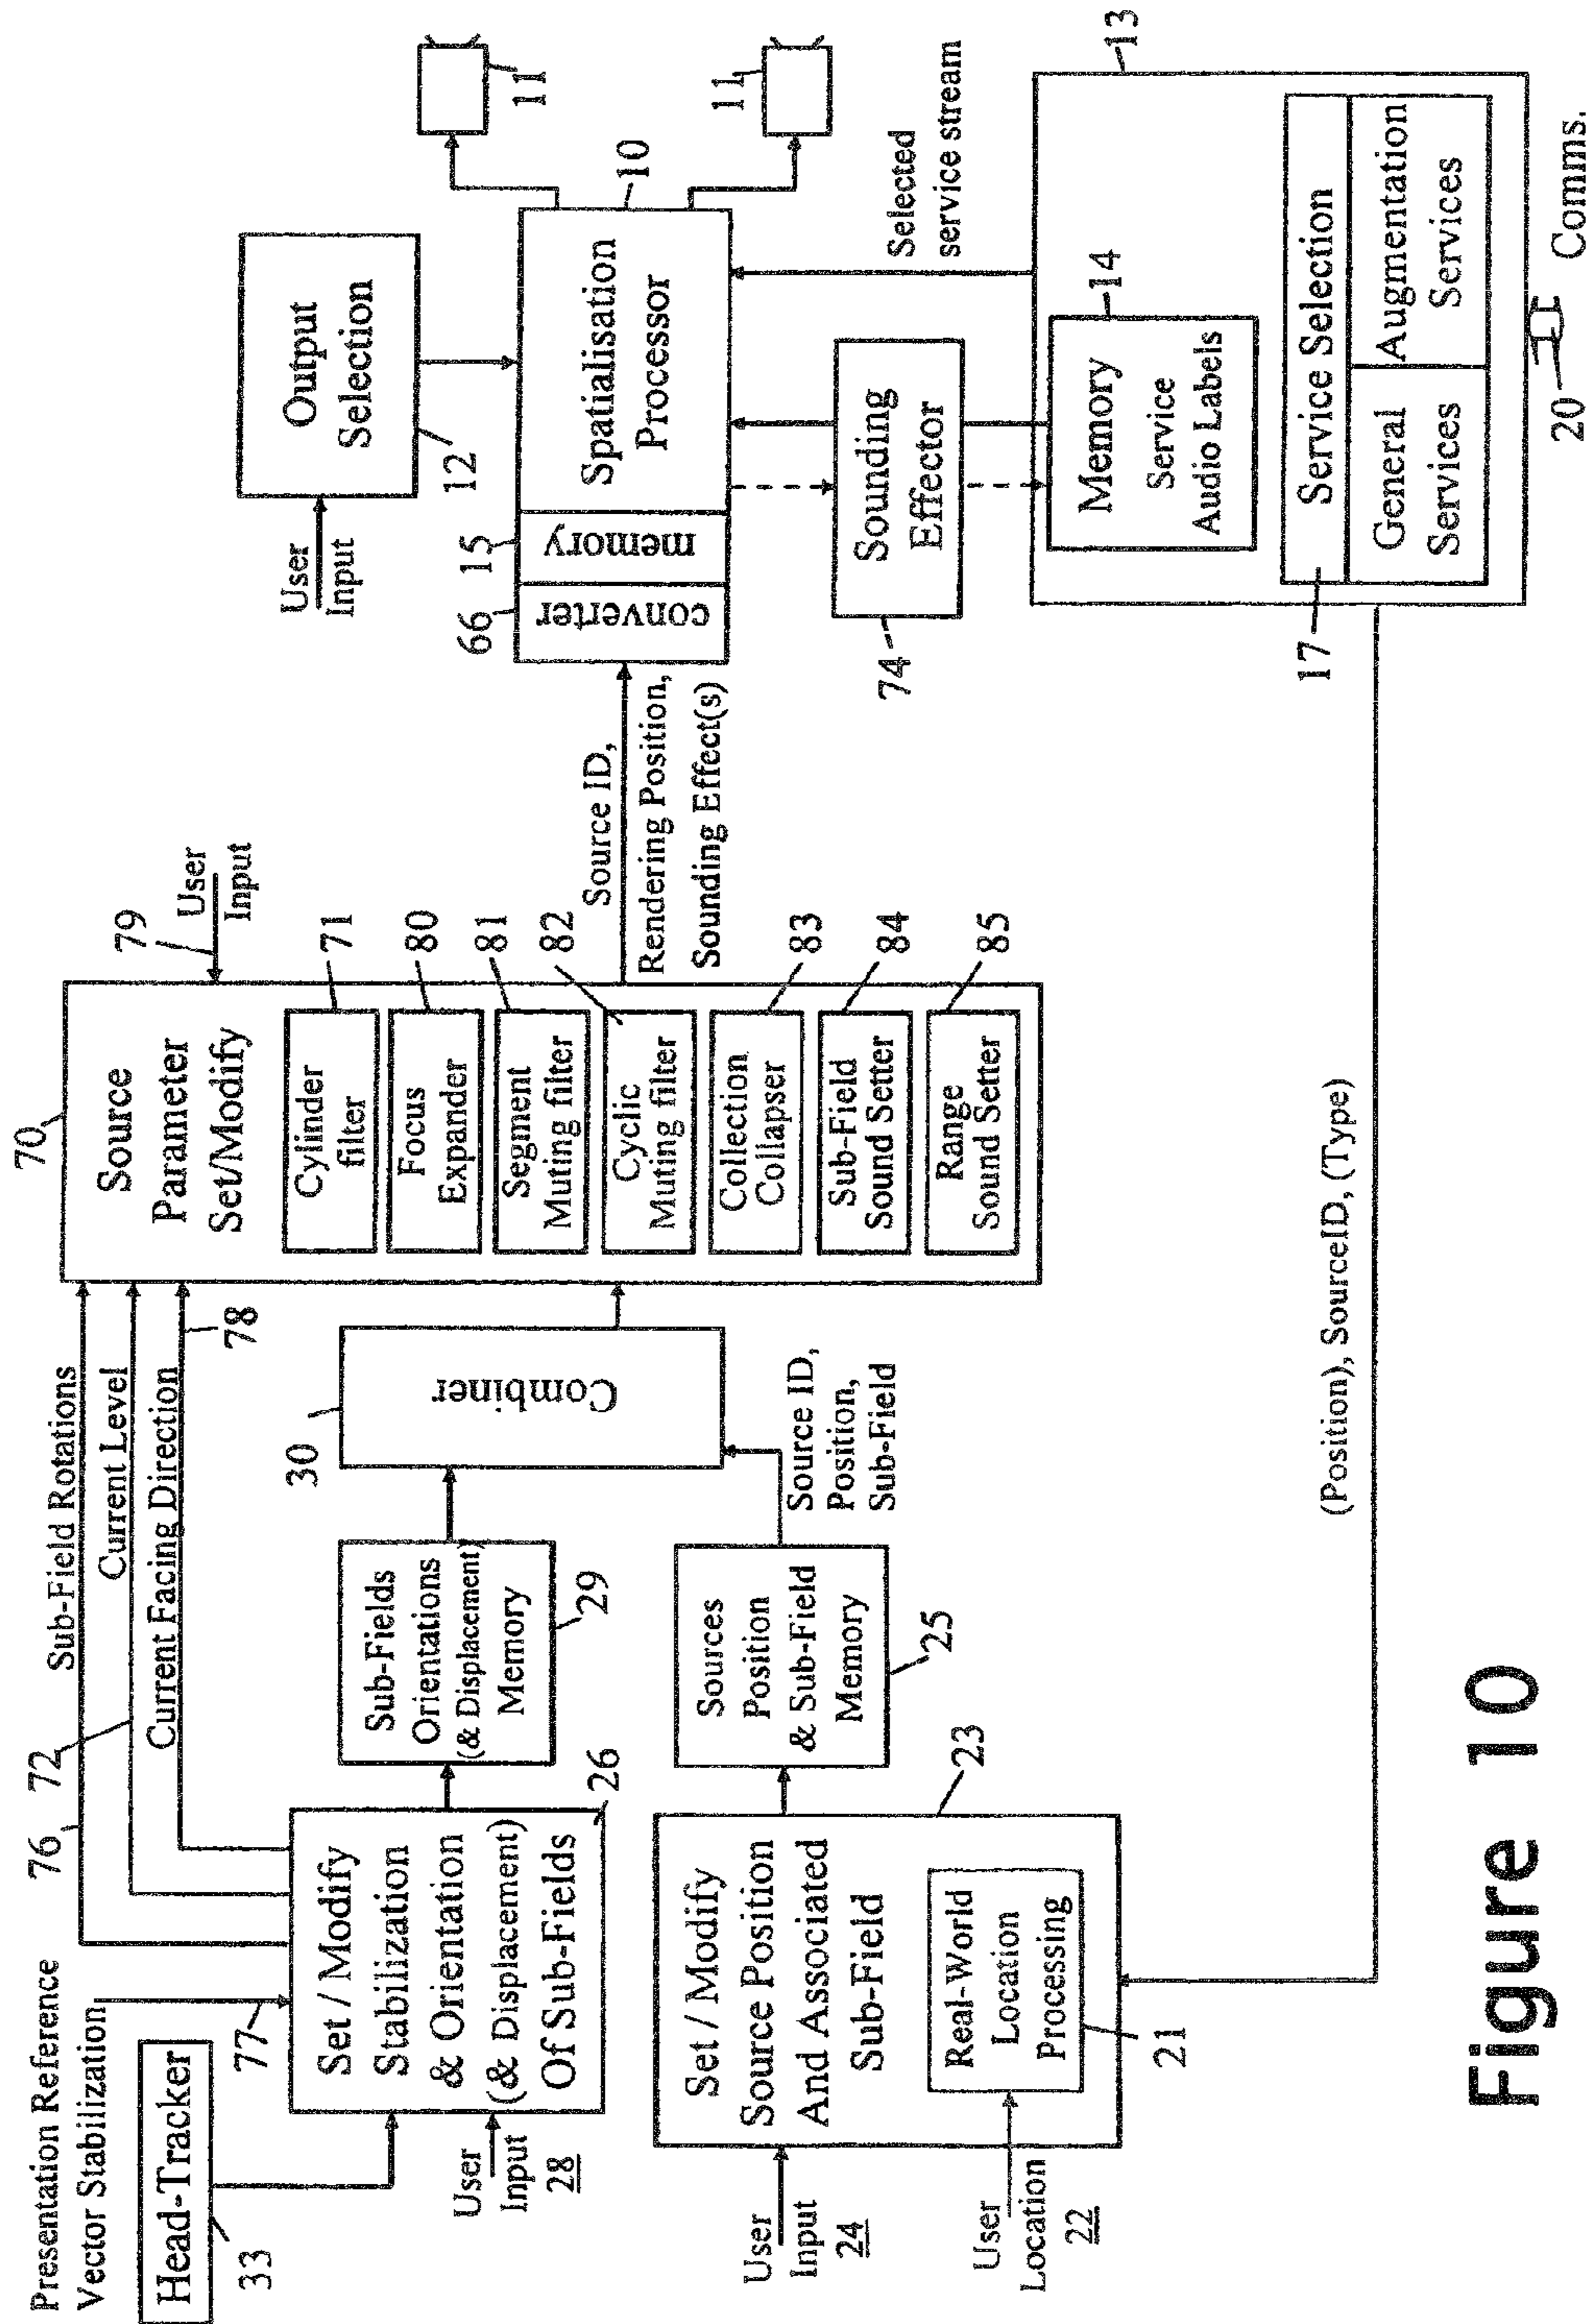 Presentation Reference
Vector Stabilization
Head-Tracker
33
77
76
72
Sub-Field Rotations
Current Level
Current Facing Direction
78
User
Input
28
Set / Modify
Stabilization
& Orientation
(& Displacement)
Of Sub-Fields
26
Sub-Fields
Orientations
(& Displacement)
Memory
29
User
Input
24
User
Location
22
Set / Modify
Source Position
And Associated
Sub-Field
Real-World
Location
Processing
21
23
Sources
Position
& Sub-Field
Memory
25
Source ID,
Position,
Sub-Field
30
Combiner
70
Source
Parameter
Set/Modify
79
User
Input
Cylinder
filter
71
Focus
Expander
80
Segment
Muting filter
81
Cyclic
Muting filter
82
Collection
Collapser
83
Sub-Field
Sound Setter
84
Range
Sound Setter
85
Source ID,
Rendering Position,
Sounding Effect(s)
User
Input
Output
Selection
12
66
15
converter
memory
Spatialisation
Processor
10
11
11
Sounding
Effector
74
Selected
service stream
13
Memory
Service
Audio Labels
14
17
Service Selection
General
Services
Augmentation
Services
20
Comms.
(Position), SourceID, (Type)
Figure 10